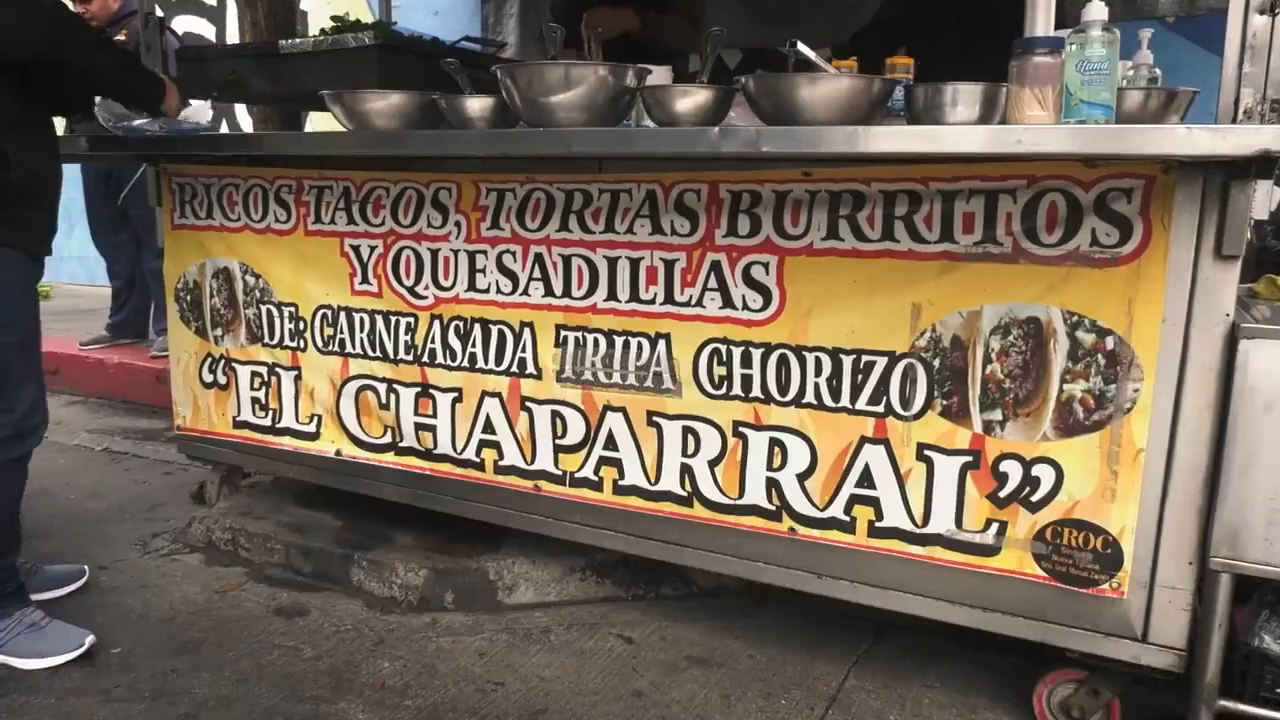 RICOS TACOS, TORTAS BURRITOS
Y QUESADILLAS
DE: CARNE ASADA TRIPA CHORIZO
“EL CHAPARRAL”
CROC
Hand